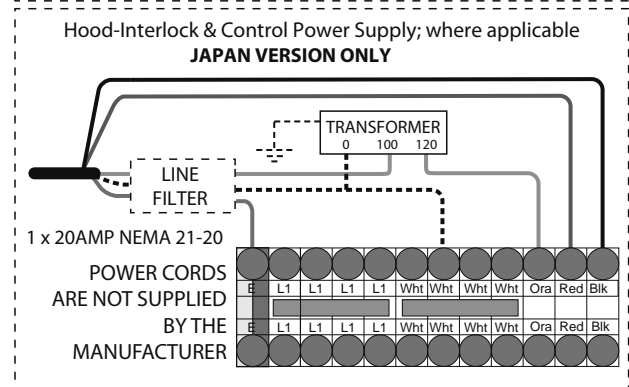 Hood-Interlock & Control Power Supply; where applicable
JAPAN VERSION ONLY
TRANSFORMER
0 100 120
LINE
FILTER
1 x 20AMP NEMA 21-20
POWER CORDS
ARE NOT SUPPLIED
BY THE
MANUFACTURER
E L1 L1 L1 L1 Wht Wht Wht Wht Ora Red Blk
E L1 L1 L1 L1 Wht Wht Wht Wht Ora Red Blk